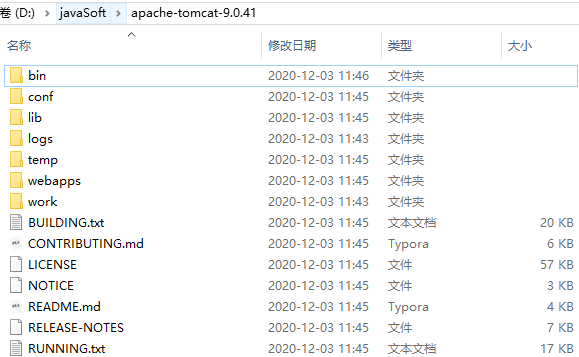 卷 (D:) > javaSoft > apache-tomcat-9.0.41
名称 修改日期 类型 大小
bin 2020-12-03 11:46 文件夹
conf 2020-12-03 11:45 文件夹
lib 2020-12-03 11:45 文件夹
logs 2020-12-03 11:43 文件夹
temp 2020-12-03 11:45 文件夹
webapps 2020-12-03 11:45 文件夹
work 2020-12-03 11:43 文件夹
BUILDING.txt 2020-12-03 11:45 文本文档 20 KB
CONTRIBUTING.md 2020-12-03 11:45 Typora 6 KB
LICENSE 2020-12-03 11:45 文件 57 KB
NOTICE 2020-12-03 11:45 文件 3 KB
README.md 2020-12-03 11:45 Typora 4 KB
RELEASE-NOTES 2020-12-03 11:45 文件 7 KB
RUNNING.txt 2020-12-03 11:45 文本文档 17 KB